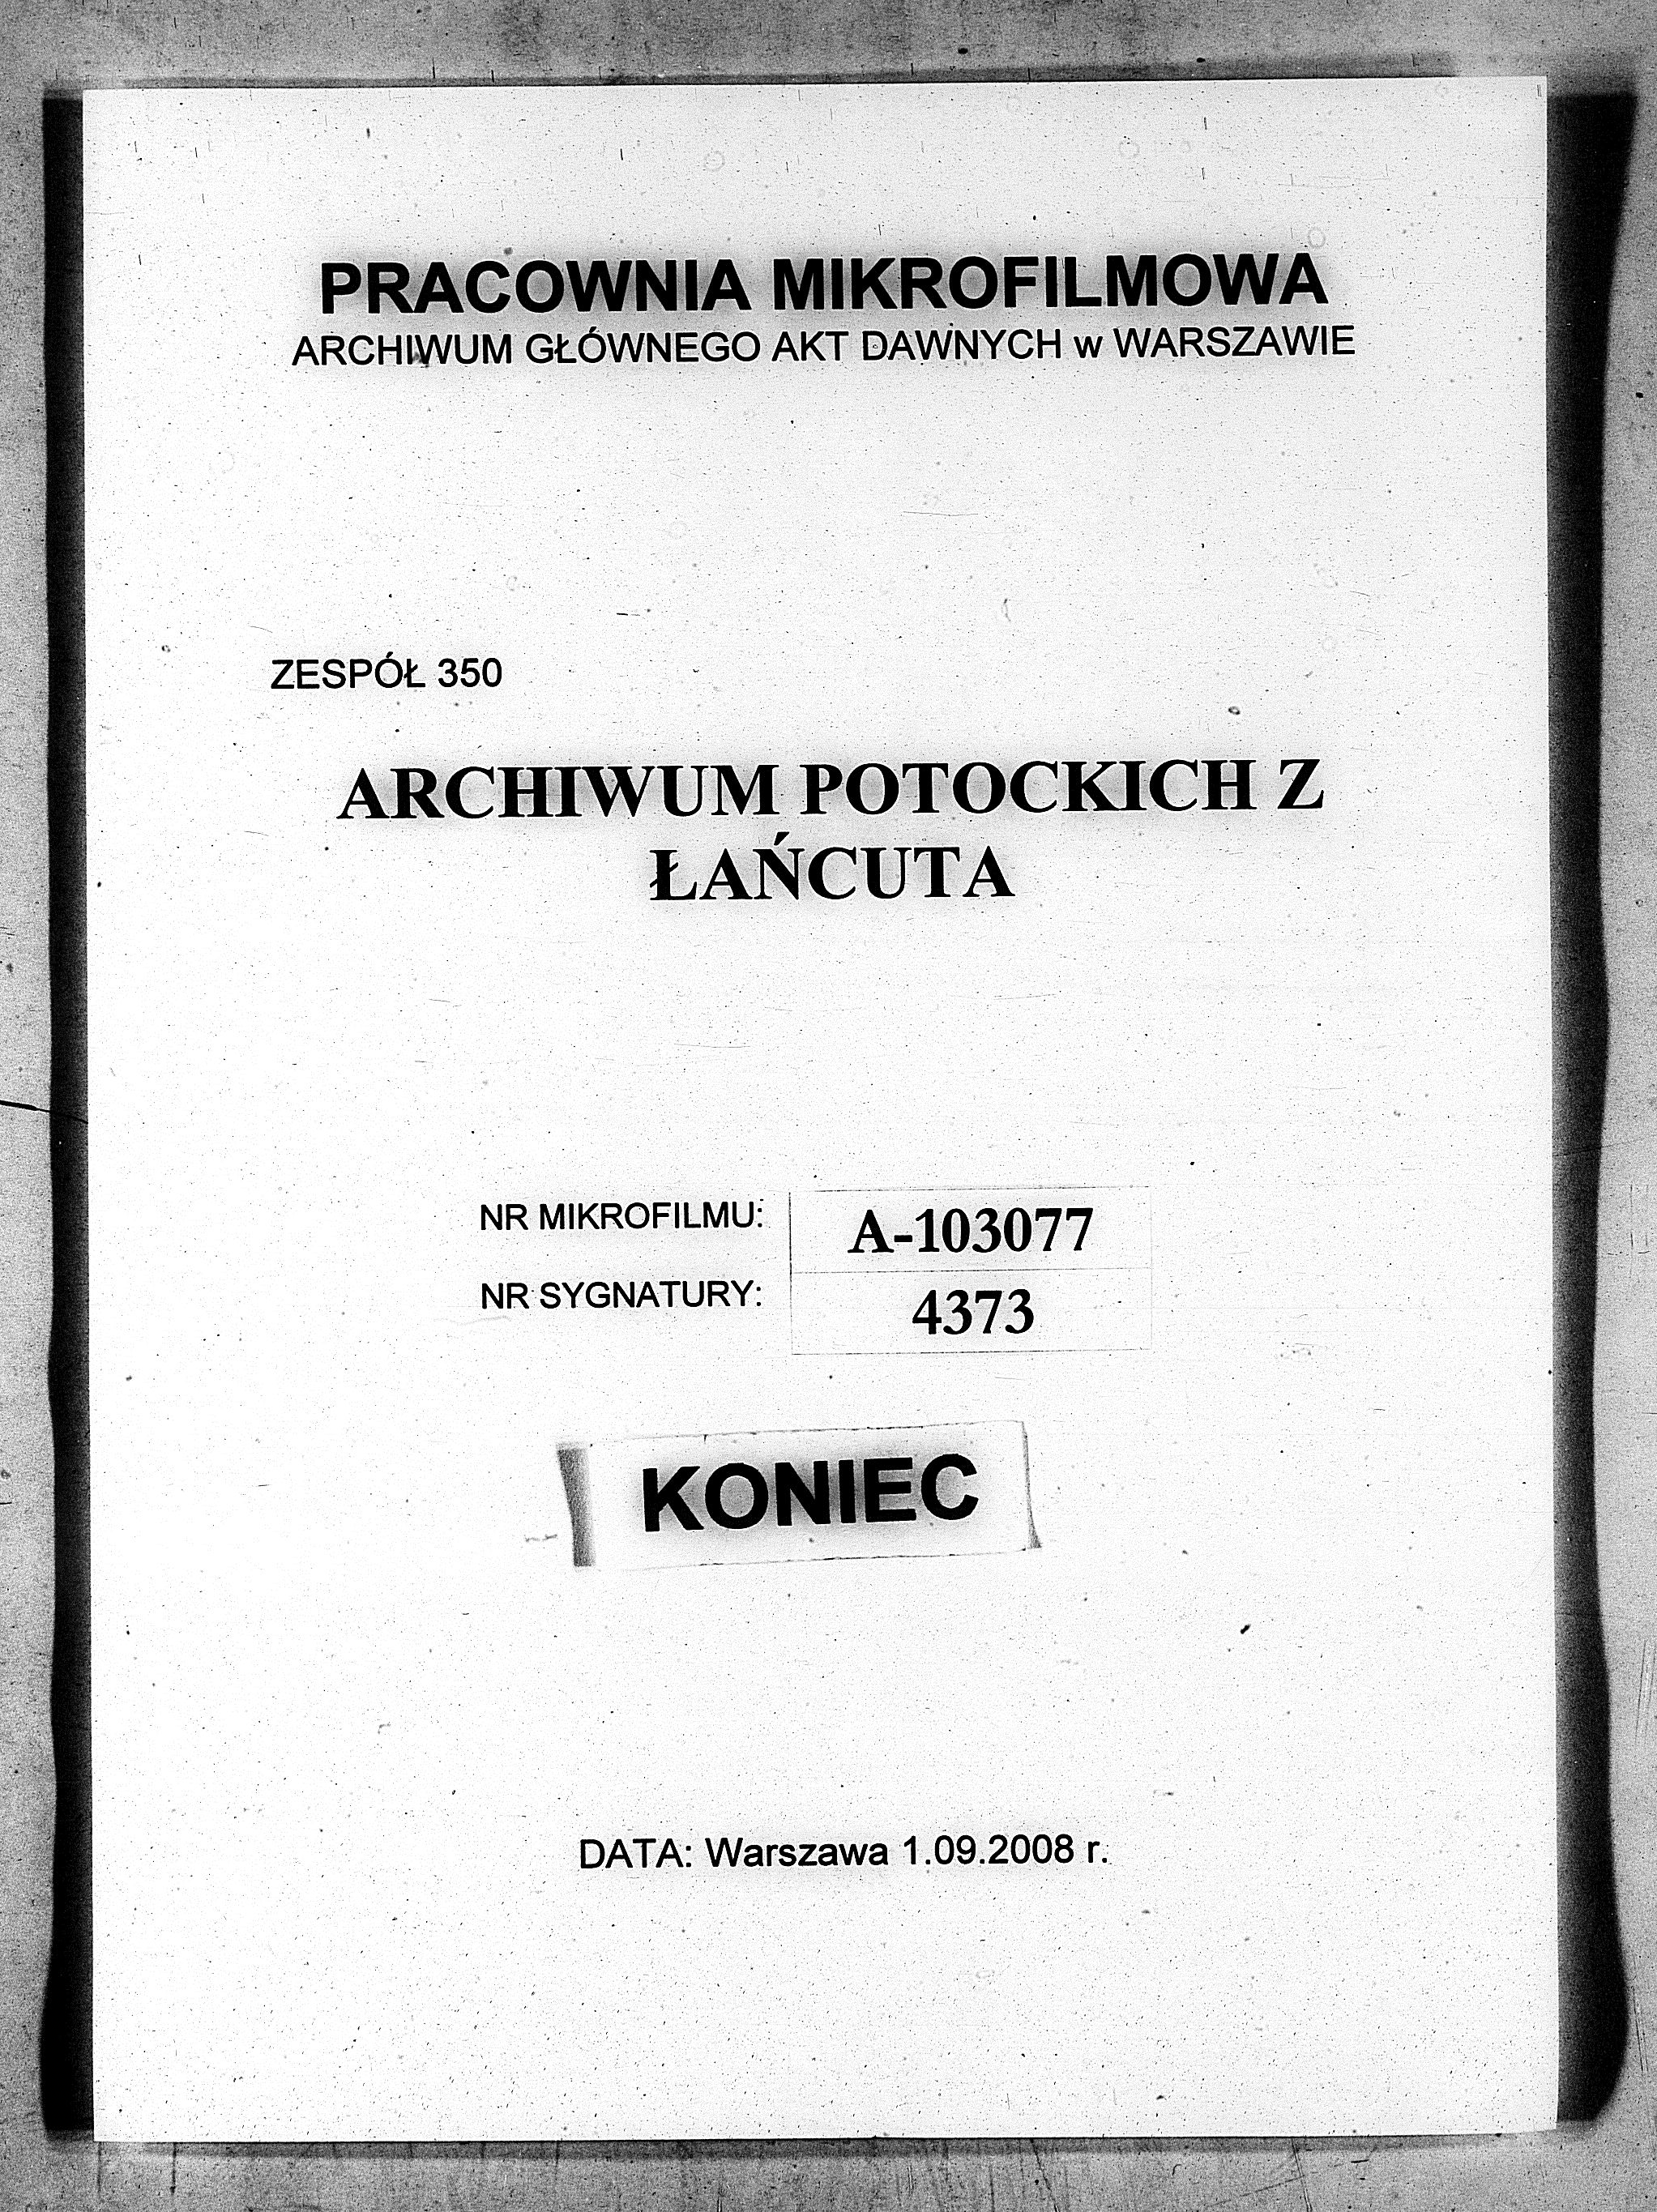 PRACOWNIA MIKROFILMOWA
ARCHIWUM GŁÓWNEGO AKT DAWNYCH w WARSZAWIE
ZESPÓŁ 350
ARCHIWUM POTOCKICH Z
ŁAŃCUTA
NR MIKROFILMU: A-103077
NR SYGNATURY: 4373
KONIEC
DATA: Warszawa 1.09.2008 r.